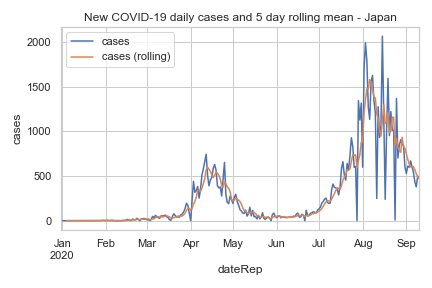 New COVID-19 daily cases and 5 day rolling mean - Japan
cases
cases (rolling)
2000
1500
1000
500
0
cases
Jan Feb Mar Apr May Jun Jul Aug Sep
2020
dateRep